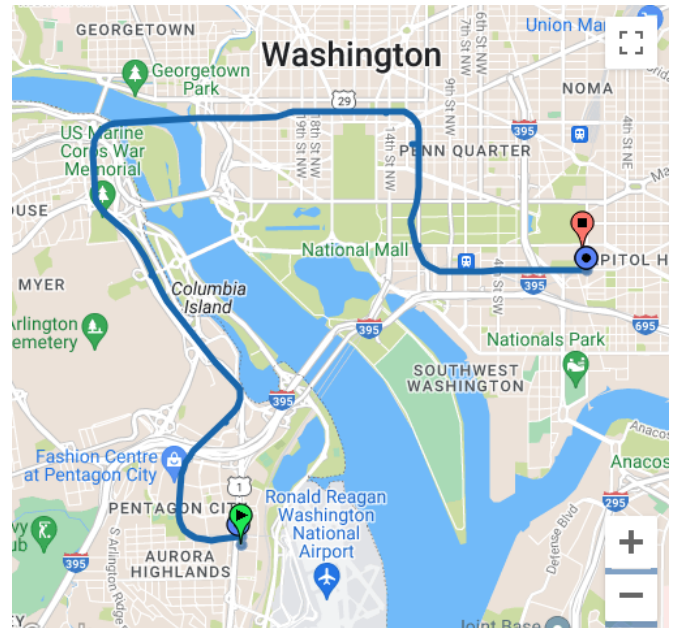 GEORGETOWN
Washington
Union
6th St NW
7th St NW
Georgetown
Park
29
9th St NW
NOMA
395
4th St NE
US Marine
Corps War
Memorial
19th St NW
18th St NW
14th St NW
PENN QUARTER
OUSE
National Mall
PITOL H
MYER
Columbia
Island
4th St SW
395
395
695
Arlington
emetery
Nationals Park
SOUTHWEST
WASHINGTON
395
Anacos
Fashion Centre
at Pentagon City
Anacos
1
PENTAGON CI
Ronald Reagan
Washington
National
Airport
295
Defense Blvd
S Arlington Ridge
vy
ub
395
AURORA
HIGHLANDS
EY
Joint Base